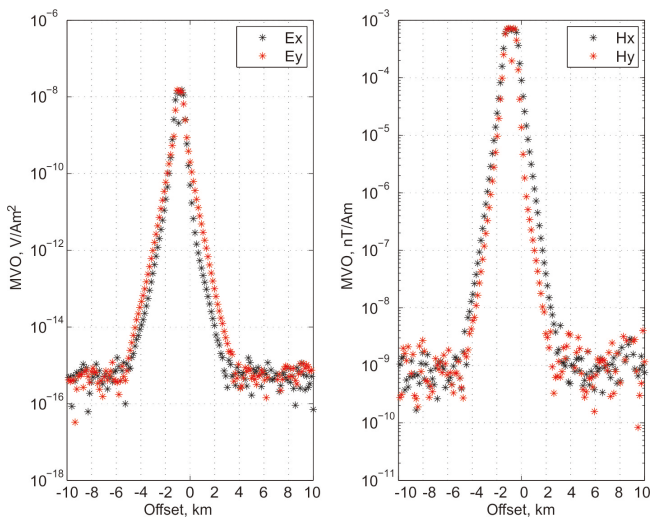 10⁻⁶
10⁻⁸
10⁻¹⁰
10⁻¹²
10⁻¹⁴
10⁻¹⁶
10⁻¹⁸
MVO, V/Am²
Ex
Ey
-10 -8 -6 -4 -2 0 2 4 6 8 10
Offset, km
10⁻³
10⁻⁴
10⁻⁵
10⁻⁶
10⁻⁷
10⁻⁸
10⁻⁹
10⁻¹⁰
10⁻¹¹
MVO, nT/Am
Hx
Hy
-10 -8 -6 -4 -2 0 2 4 6 8 10
Offset, km